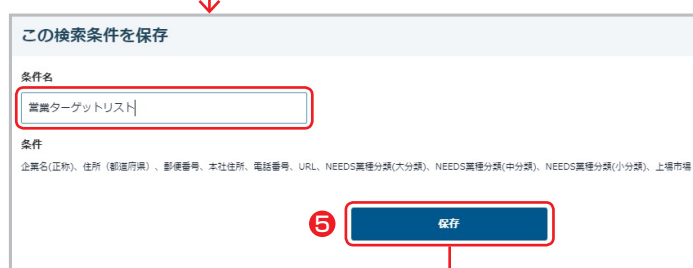 この検索条件を保存
条件名
営業ターゲットリスト
条件
企業名(正称)、住所（都道府県）、郵便番号、本社住所、電話番号、URL、NEEDS業種分類(大分類)、NEEDS業種分類(中分類)、NEEDS業種分類(小分類)、上場市場
❺ 保存